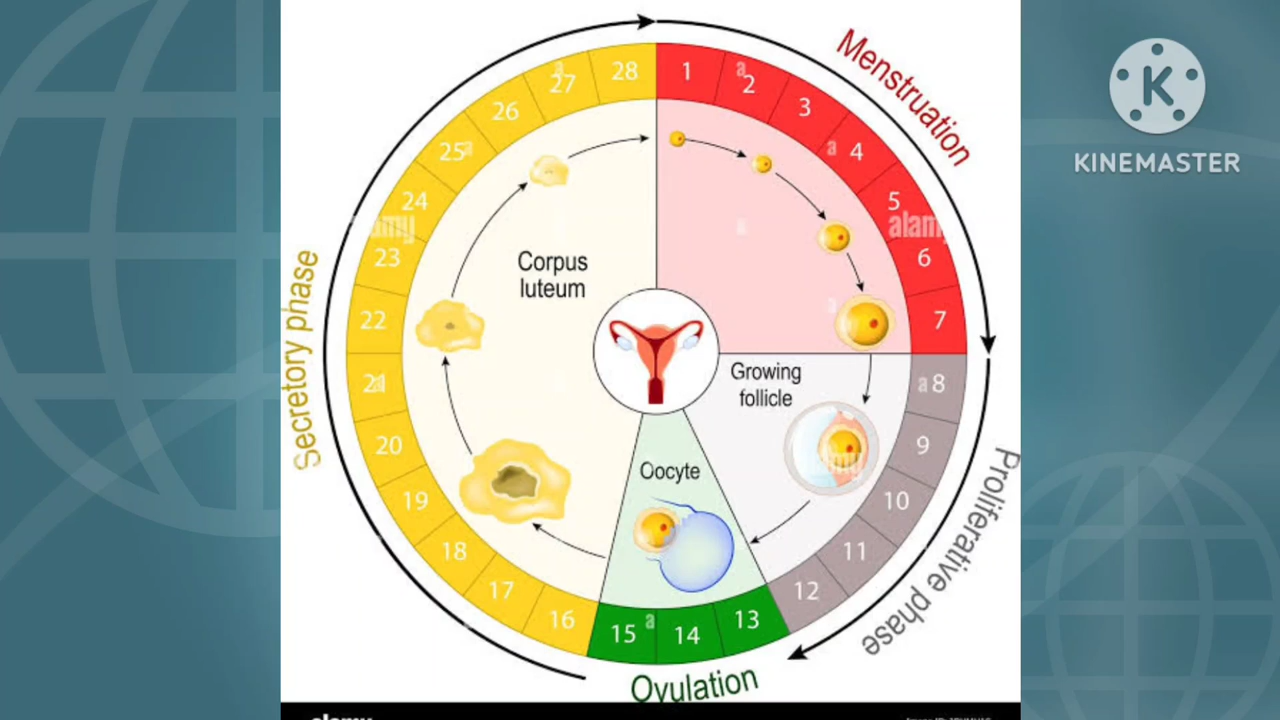 Menstruation
28
1
2
3
4
5
6
7
8
9
10
11
12
13
14
15
16
17
18
19
20
21
22
23
24
25
26
27
Corpus
luteum
Growing
follicle
Oocyte
Secretory phase
Proliferative phase
Ovulation
K
KINEMASTER
alamy
a